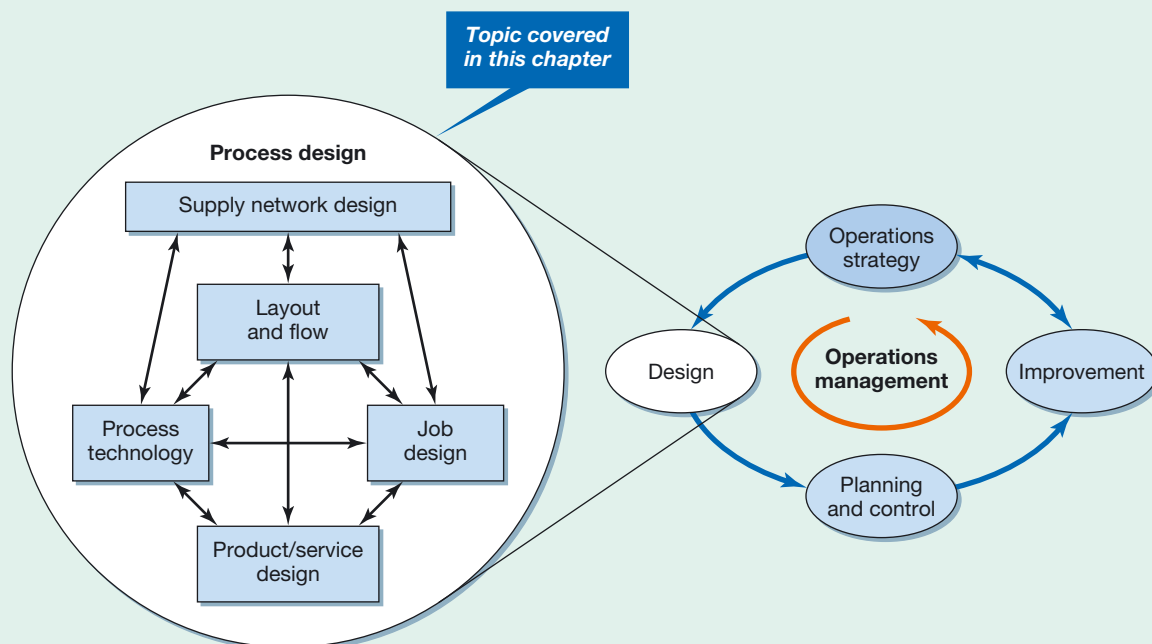 Topic covered
in this chapter
Process design
Supply network design
Layout
and flow
Process
technology
Job
design
Product/service
design
Operations
strategy
Design
Operations
management
Improvement
Planning
and control